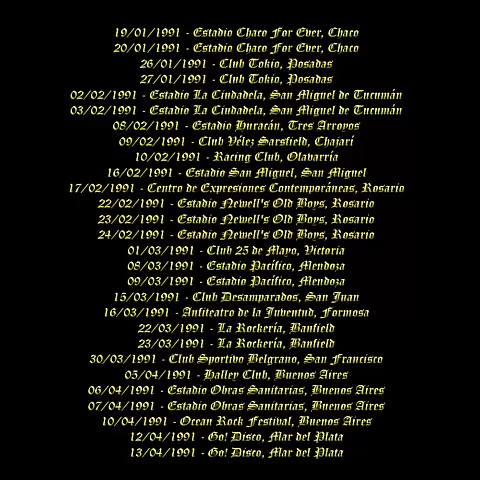 19/01/1991 - Estadio Chaco For Ever, Chaco
20/01/1991 - Estadio Chaco For Ever, Chaco
26/01/1991 - Club Tokio, Posadas
27/01/1991 - Club Tokio, Posadas
02/02/1991 - Estadio La Ciudadela, San Miguel de Tucumán
03/02/1991 - Estadio La Ciudadela, San Miguel de Tucumán
08/02/1991 - Estadio Huracán, Tres Arroyos
09/02/1991 - Club Vélez Sarsfield, Chajarí
10/02/1991 - Racing Club, Olavarría
16/02/1991 - Estadio San Miguel, San Miguel
17/02/1991 - Centro de Expresiones Contemporáneas, Rosario
22/02/1991 - Estadio Newell's Old Boys, Rosario
23/02/1991 - Estadio Newell's Old Boys, Rosario
24/02/1991 - Estadio Newell's Old Boys, Rosario
01/03/1991 - Club 25 de Mayo, Victoria
08/03/1991 - Estadio Pacífico, Mendoza
09/03/1991 - Estadio Pacífico, Mendoza
15/03/1991 - Club Desamparados, San Juan
16/03/1991 - Anfiteatro de la Juventud, Formosa
22/03/1991 - La Rockería, Banfield
23/03/1991 - La Rockería, Banfield
30/03/1991 - Club Sportivo Belgrano, San Francisco
05/04/1991 - Halley Club, Buenos Aires
06/04/1991 - Estadio Obras Sanitarias, Buenos Aires
07/04/1991 - Estadio Obras Sanitarias, Buenos Aires
10/04/1991 - Ocean Rock Festival, Buenos Aires
12/04/1991 - Go! Disco, Mar del Plata
13/04/1991 - Go! Disco, Mar del Plata